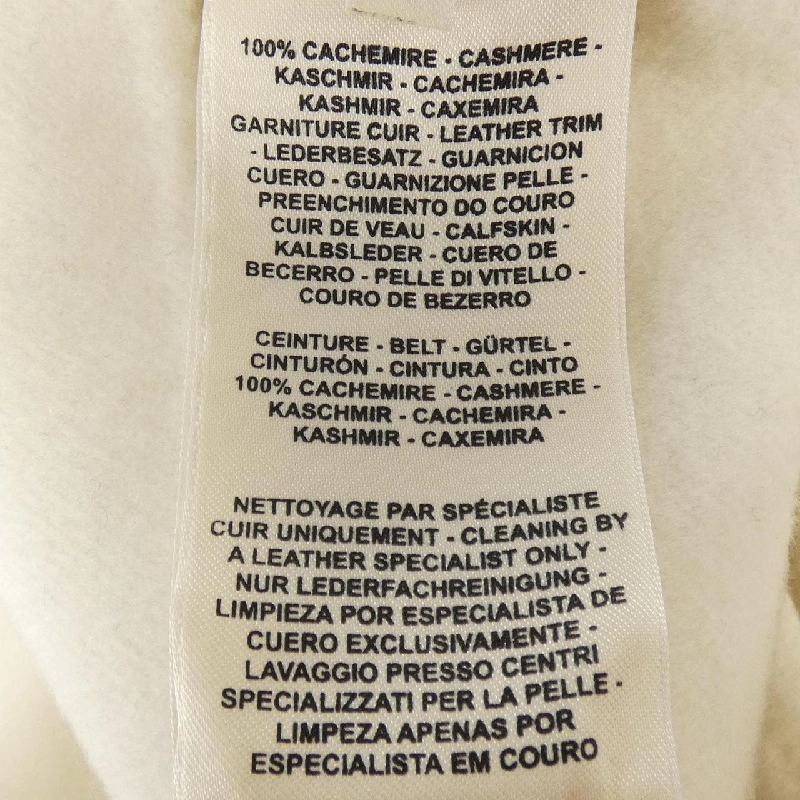 100% CACHEMIRE - CASHMERE -
KASCHMIR - CACHEMIRA -
KASHMIR - CAXEMIRA
GARNITURE CUIR - LEATHER TRIM
- LEDERBESATZ - GUARNICION
CUERO - GUARNIZIONE PELLE -
PREENCHIMENTO DO COURO
CUIR DE VEAU - CALFSKIN -
KALBSLEDER - CUERO DE
BECERRO - PELLE DI VITELLO -
COURO DE BEZERRO
CEINTURE - BELT - GÜRTEL -
CINTURÓN - CINTURA - CINTO
100% CACHEMIRE - CASHMERE -
KASCHMIR - CACHEMIRA -
KASHMIR - CAXEMIRA
NETTOYAGE PAR SPÉCIALISTE
CUIR UNIQUEMENT - CLEANING BY
A LEATHER SPECIALIST ONLY -
NUR LEDERFACHREINIGUNG -
LIMPIEZA POR ESPECIALISTA DE
CUERO EXCLUSIVAMENTE -
LAVAGGIO PRESSO CENTRI
SPECIALIZZATI PER LA PELLE -
LIMPEZA APENAS POR
ESPECIALISTA EM COURO